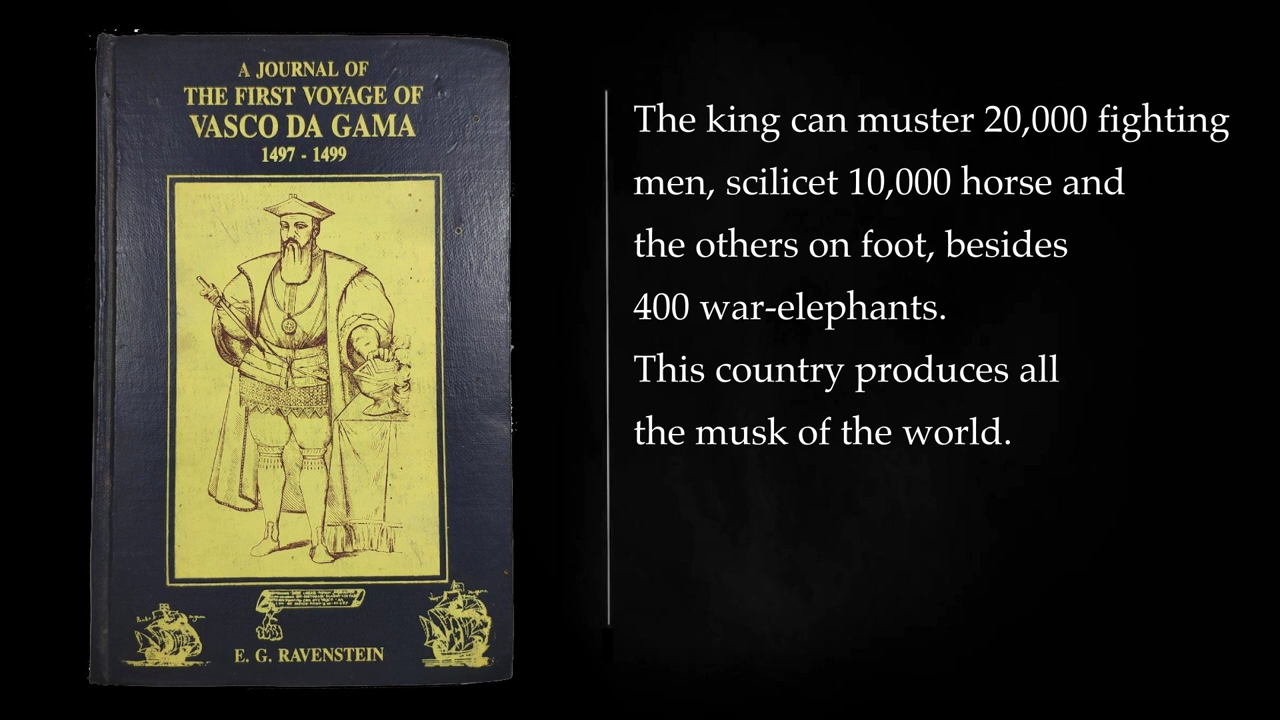 A JOURNAL OF
THE FIRST VOYAGE OF
VASCO DA GAMA
1497 - 1499
E. G. RAVENSTEIN
The king can muster 20,000 fighting
men, scilicet 10,000 horse and
the others on foot, besides
400 war-elephants.
This country produces all
the musk of the world.